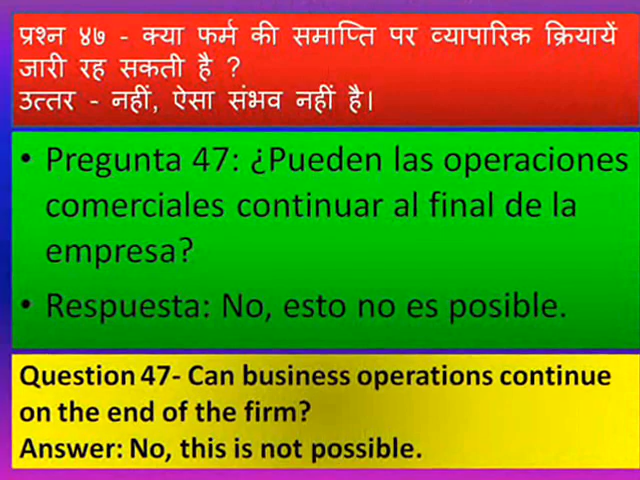 प्रश्न ४७ - क्या फर्म की समाप्ति पर व्यापारिक क्रियायें
जारी रह सकती है ?
उत्तर - नहीं, ऐसा संभव नहीं है।
• Pregunta 47: ¿Pueden las operaciones
comerciales continuar al final de la
empresa?
• Respuesta: No, esto no es posible.
Question 47- Can business operations continue
on the end of the firm?
Answer: No, this is not possible.